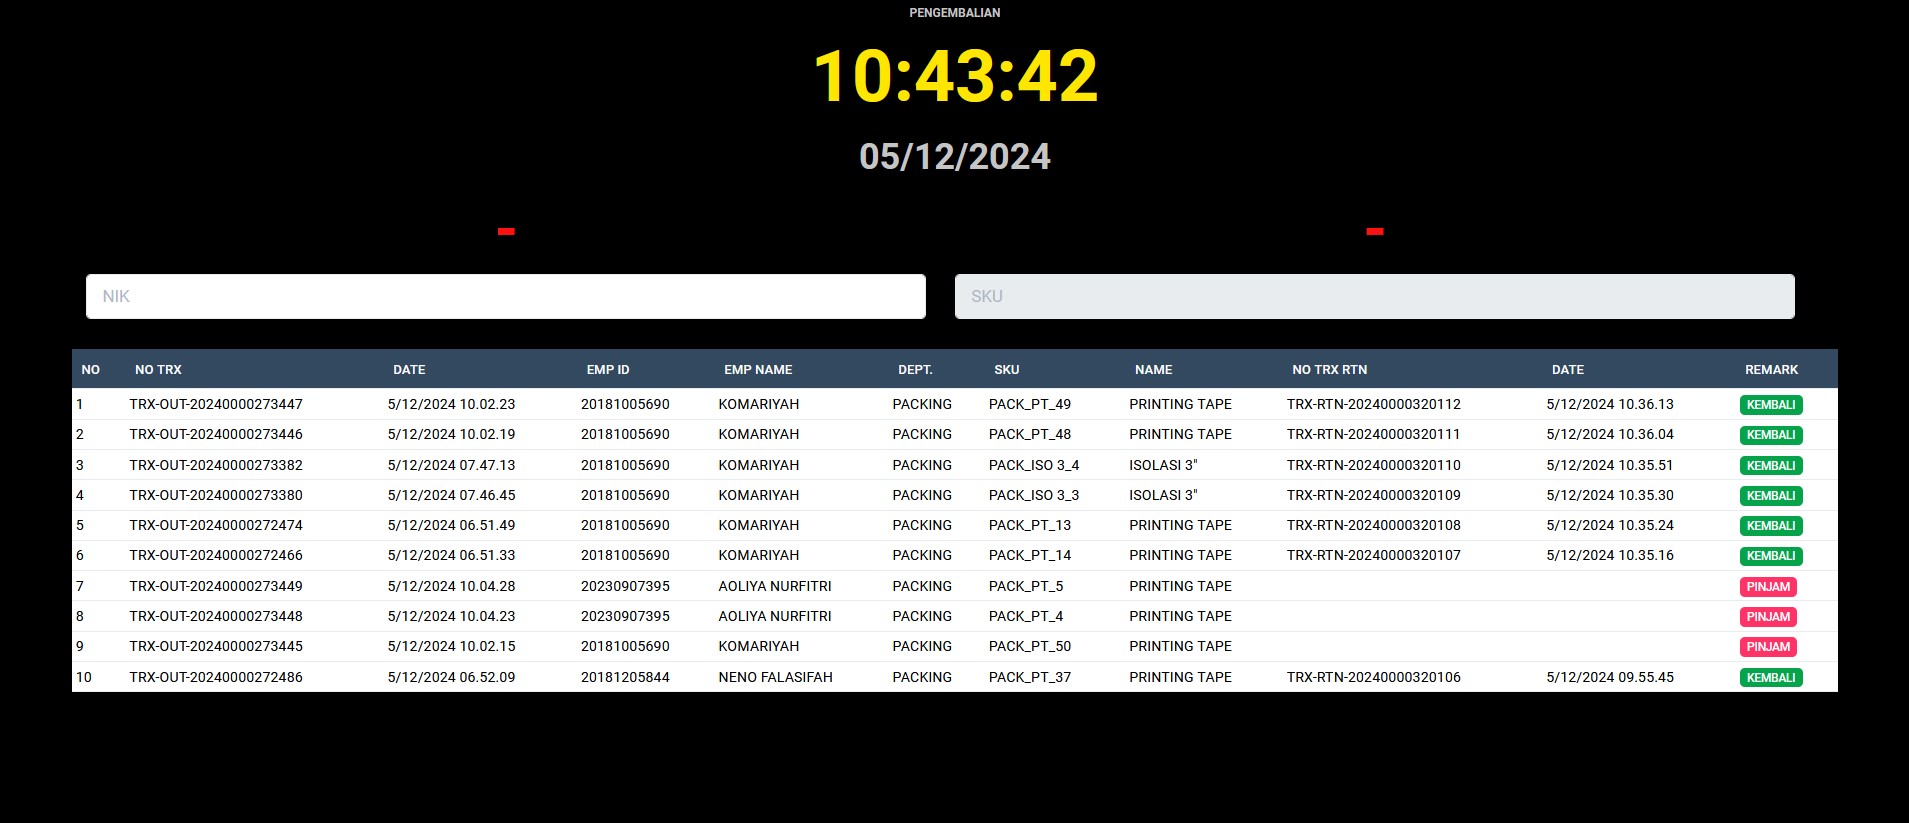 PENGEMBALIAN
10:43:42
05/12/2024
- -
NIK SKU
NO NO TRX DATE EMP ID EMP NAME DEPT. SKU NAME NO TRX RTN DATE REMARK
1 TRX-OUT-20240000273447 5/12/2024 10.02.23 20181005690 KOMARIYAH PACKING PACK_PT_49 PRINTING TAPE TRX-RTN-20240000320112 5/12/2024 10.36.13 KEMBALI
2 TRX-OUT-20240000273446 5/12/2024 10.02.19 20181005690 KOMARIYAH PACKING PACK_PT_48 PRINTING TAPE TRX-RTN-20240000320111 5/12/2024 10.36.04 KEMBALI
3 TRX-OUT-20240000273382 5/12/2024 07.47.13 20181005690 KOMARIYAH PACKING PACK_ISO 3_4 ISOLASI 3" TRX-RTN-20240000320110 5/12/2024 10.35.51 KEMBALI
4 TRX-OUT-20240000273380 5/12/2024 07.46.45 20181005690 KOMARIYAH PACKING PACK_ISO 3_3 ISOLASI 3" TRX-RTN-20240000320109 5/12/2024 10.35.30 KEMBALI
5 TRX-OUT-20240000272474 5/12/2024 06.51.49 20181005690 KOMARIYAH PACKING PACK_PT_13 PRINTING TAPE TRX-RTN-20240000320108 5/12/2024 10.35.24 KEMBALI
6 TRX-OUT-20240000272466 5/12/2024 06.51.33 20181005690 KOMARIYAH PACKING PACK_PT_14 PRINTING TAPE TRX-RTN-20240000320107 5/12/2024 10.35.16 KEMBALI
7 TRX-OUT-20240000273449 5/12/2024 10.04.28 20230907395 AOLIYA NURFITRI PACKING PACK_PT_5 PRINTING TAPE PINJAM
8 TRX-OUT-20240000273448 5/12/2024 10.04.23 20230907395 AOLIYA NURFITRI PACKING PACK_PT_4 PRINTING TAPE PINJAM
9 TRX-OUT-20240000273445 5/12/2024 10.02.15 20181005690 KOMARIYAH PACKING PACK_PT_50 PRINTING TAPE PINJAM
10 TRX-OUT-20240000272486 5/12/2024 06.52.09 20181205844 NENO FALASIFAH PACKING PACK_PT_37 PRINTING TAPE TRX-RTN-20240000320106 5/12/2024 09.55.45 KEMBALI